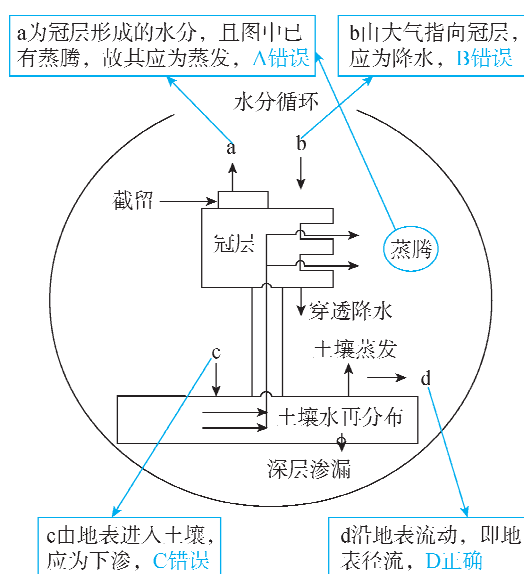 a为冠层形成的水分，且图中已
有蒸腾，故其应为蒸发，A错误
b由大气指向冠层，
应为降水，B错误
水分循环
a
b
截留
冠层
蒸腾
穿透降水
土壤蒸发
c
d
土壤水再分布
深层渗漏
c由地表进入土壤，
应为下渗，C错误
d沿地表流动，即地
表径流，D正确